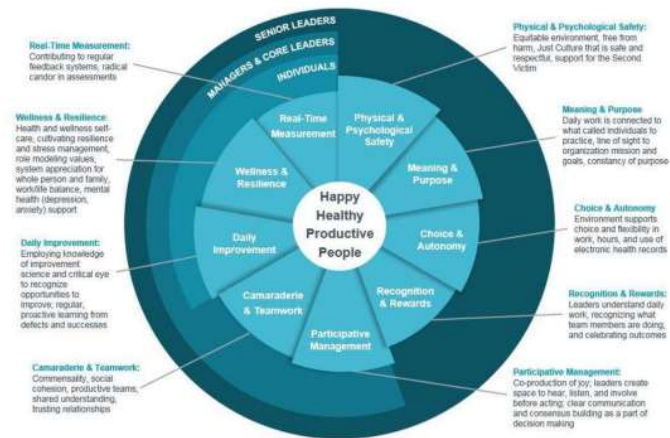 SENIOR LEADERS
MANAGERS & CORE LEADERS
INDIVIDUALS
Real-Time Measurement:
Contributing to regular
feedback systems, radical
candor in assessments
Wellness & Resilience:
Health and wellness self-
care, cultivating resilience
and stress management,
role modeling values,
system appreciation for
whole person and family,
work/life balance, mental
health (depression,
anxiety) support
Daily Improvement:
Employing knowledge
of improvement
science and critical eye
to recognize
opportunities to
improve; regular,
proactive learning from
defects and successes
Camaraderie & Teamwork:
Commensality, social
cohesion, productive teams,
shared understanding,
trusting relationships
Real-Time
Measurement
Physical &
Psychological
Safety
Wellness &
Resilience
Meaning &
Purpose
Happy
Healthy
Productive
People
Daily
Improvement
Choice &
Autonomy
Camaraderie
& Teamwork
Recognition
& Rewards
Participative
Management
Physical & Psychological Safety:
Equitable environment, free from
harm, Just Culture that is safe and
respectful, support for the Second
Victim
Meaning & Purpose
Daily work is connected to
what called individuals to
practice, line of sight to
organization mission and
goals, constancy of purpose
Choice & Autonomy
Environment supports
choice and flexibility in
work, hours, and use of
electronic health records
Recognition & Rewards:
Leaders understand daily
work, recognizing what
team members are doing,
and celebrating outcomes
Participative Management:
Co-production of joy; leaders create
space to hear, listen, and involve
before acting; clear communication
and consensus building as a part of
decision making